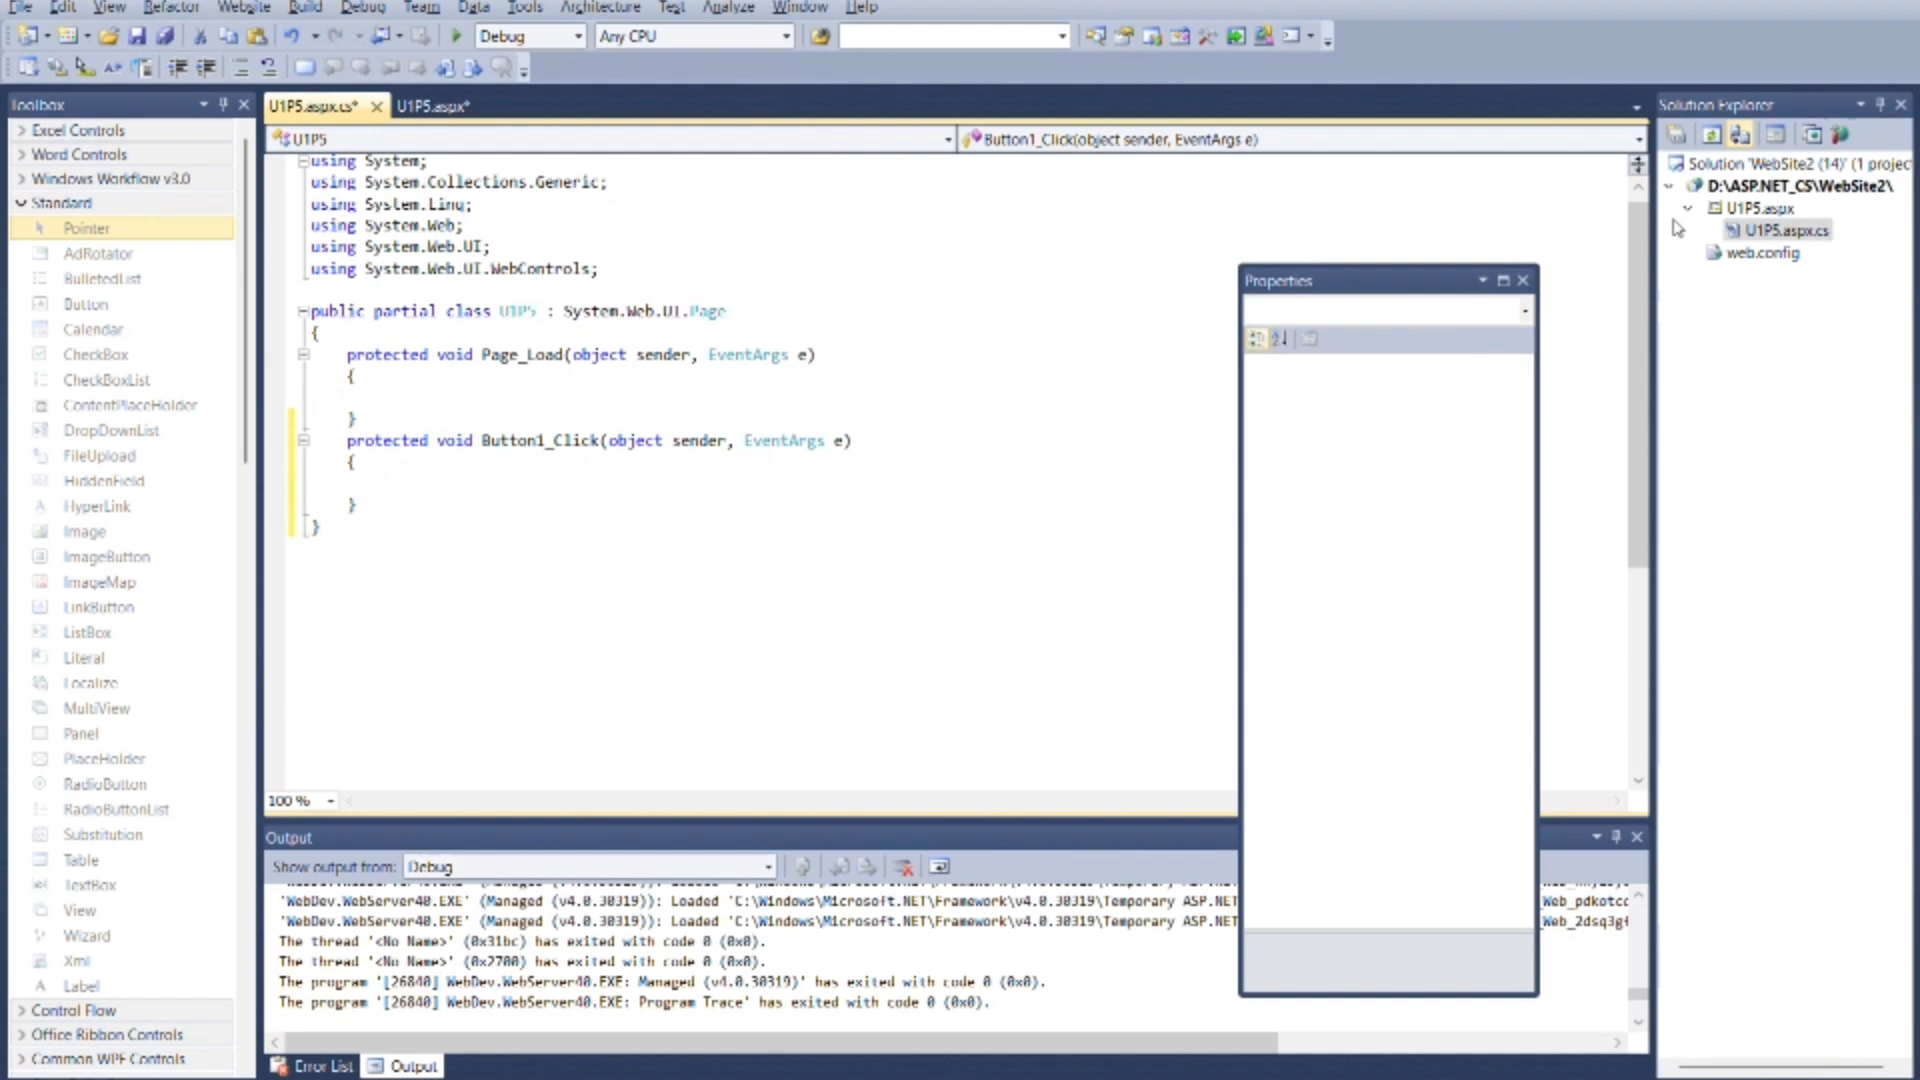 File Edit View Refactor Website Build Debug Team Data Tools Architecture Test Analyze Window Help
Debug Any CPU
Toolbox
Excel Controls
Word Controls
Windows Workflow v3.0
Standard
Pointer
AdRotator
BulletedList
Button
Calendar
CheckBox
CheckBoxList
ContentPlaceHolder
DropDownList
FileUpload
HiddenField
HyperLink
Image
ImageButton
ImageMap
LinkButton
ListBox
Literal
Localize
MultiView
Panel
PlaceHolder
RadioButton
RadioButtonList
Substitution
Table
TextBox
View
Wizard
Xml
Label
Control Flow
Office Ribbon Controls
Common WPF Controls
U1P5.aspx.cs* U1P5.aspx*
U1P5 Button1_Click(object sender, EventArgs e)
using System;
using System.Collections.Generic;
using System.Linq;
using System.Web;
using System.Web.UI;
using System.Web.UI.WebControls;
public partial class U1P5 : System.Web.UI.Page
{
protected void Page_Load(object sender, EventArgs e)
{
}
protected void Button1_Click(object sender, EventArgs e)
{
}
}
100 %
Properties
Output
Show output from: Debug
'WebDev.WebServer40.EXE' (Managed (v4.0.30319)): Loaded 'C:\Windows\Microsoft.NET\Framework\v4.0.30319\Temporary ASP.NET _Web_pdkotcc
'WebDev.WebServer40.EXE' (Managed (v4.0.30319)): Loaded 'C:\Windows\Microsoft.NET\Framework\v4.0.30319\Temporary ASP.NET _Web_2dsq3g
The thread '<No Name>' (0x31bc) has exited with code 0 (0x0).
The thread '<No Name>' (0x2700) has exited with code 0 (0x0).
The program '[26840] WebDev.WebServer40.EXE: Managed (v4.0.30319)' has exited with code 0 (0x0).
The program '[26840] WebDev.WebServer40.EXE: Program Trace' has exited with code 0 (0x0).
Error List Output
Solution Explorer
Solution 'WebSite2 (14)' (1 projec
D:\ASP.NET_CS\WebSite2\
U1P5.aspx
U1P5.aspx.cs
web.config